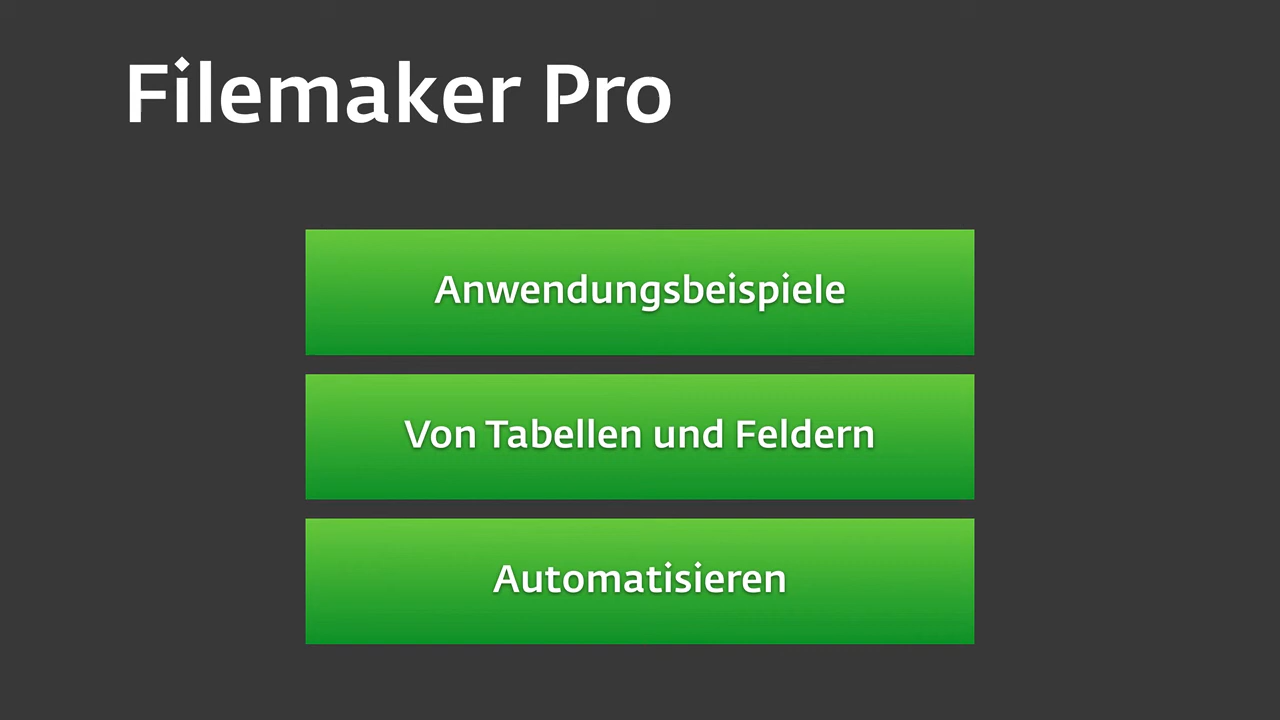 Filemaker Pro
Anwendungsbeispiele
Von Tabellen und Feldern
Automatisieren